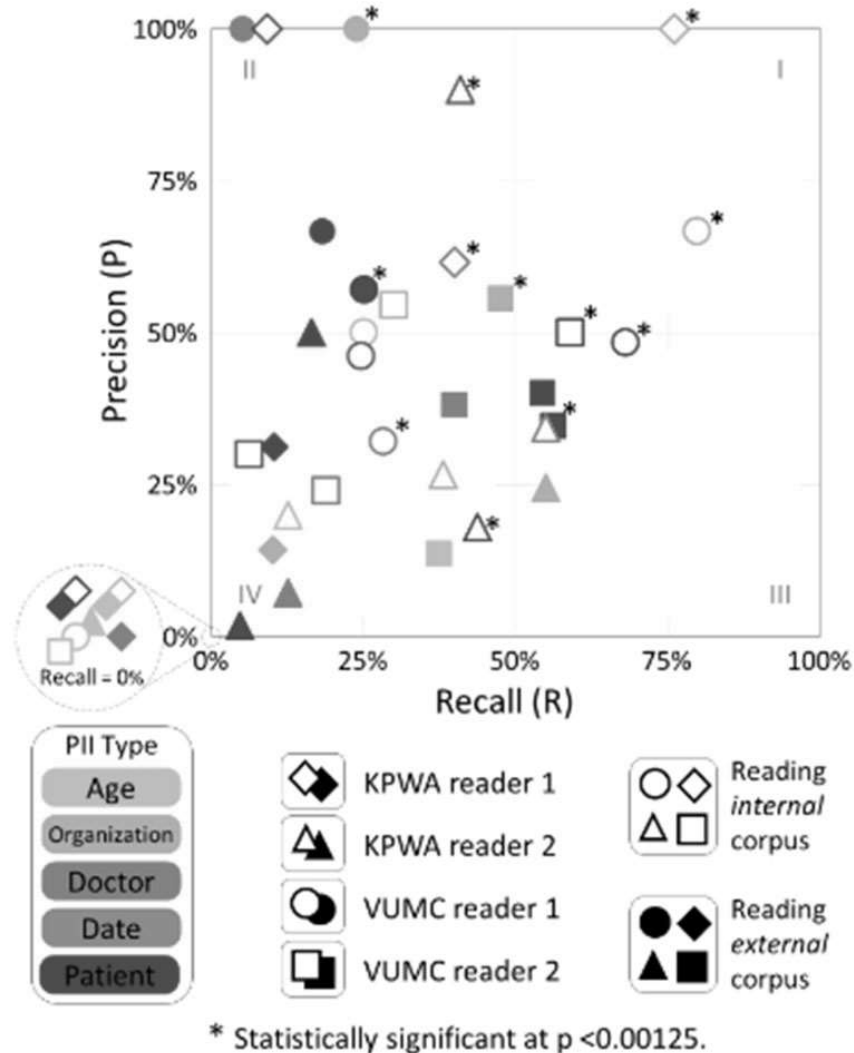 100%
II
I
75%
Precision (P)
50%
25%
IV
III
0%
Recall = 0%
0%
25%
50%
75%
100%
Recall (R)
PII Type
Age
Organization
Doctor
Date
Patient
KPWA reader 1
KPWA reader 2
VUMC reader 1
VUMC reader 2
Reading
internal
corpus
Reading
external
corpus
* Statistically significant at p <0.00125.